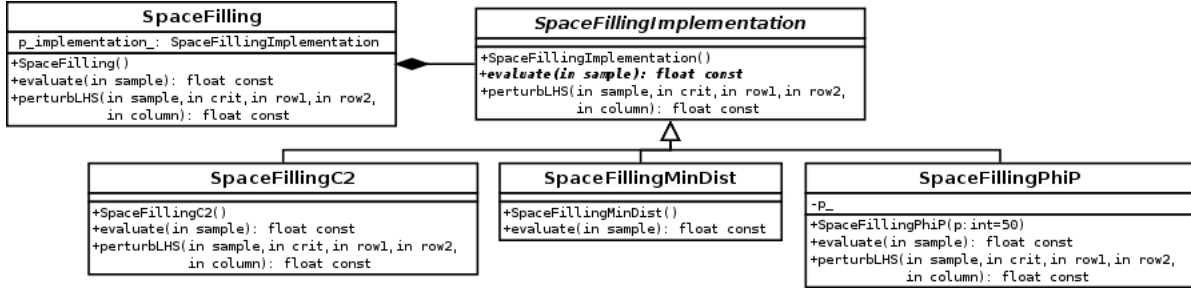 SpaceFilling
p_implementation_: SpaceFillingImplementation
+SpaceFilling()
+evaluate(in sample): float const
+perturbLHS(in sample,in crit,in row1,in row2,
in column): float const
SpaceFillingImplementation
+SpaceFillingImplementation()
+evaluate(in sample): float const
+perturbLHS(in sample,in crit,in row1,in row2,
in column): float const
SpaceFillingC2
+SpaceFillingC2()
+evaluate(in sample): float const
+perturbLHS(in sample,in crit,in row1,in row2,
in column): float const
SpaceFillingMinDist
+SpaceFillingMinDist()
+evaluate(in sample): float const
SpaceFillingPhiP
-p_
+SpaceFillingPhiP(p:int=50)
+evaluate(in sample): float const
+perturbLHS(in sample,in crit,in row1,in row2,
in column): float const